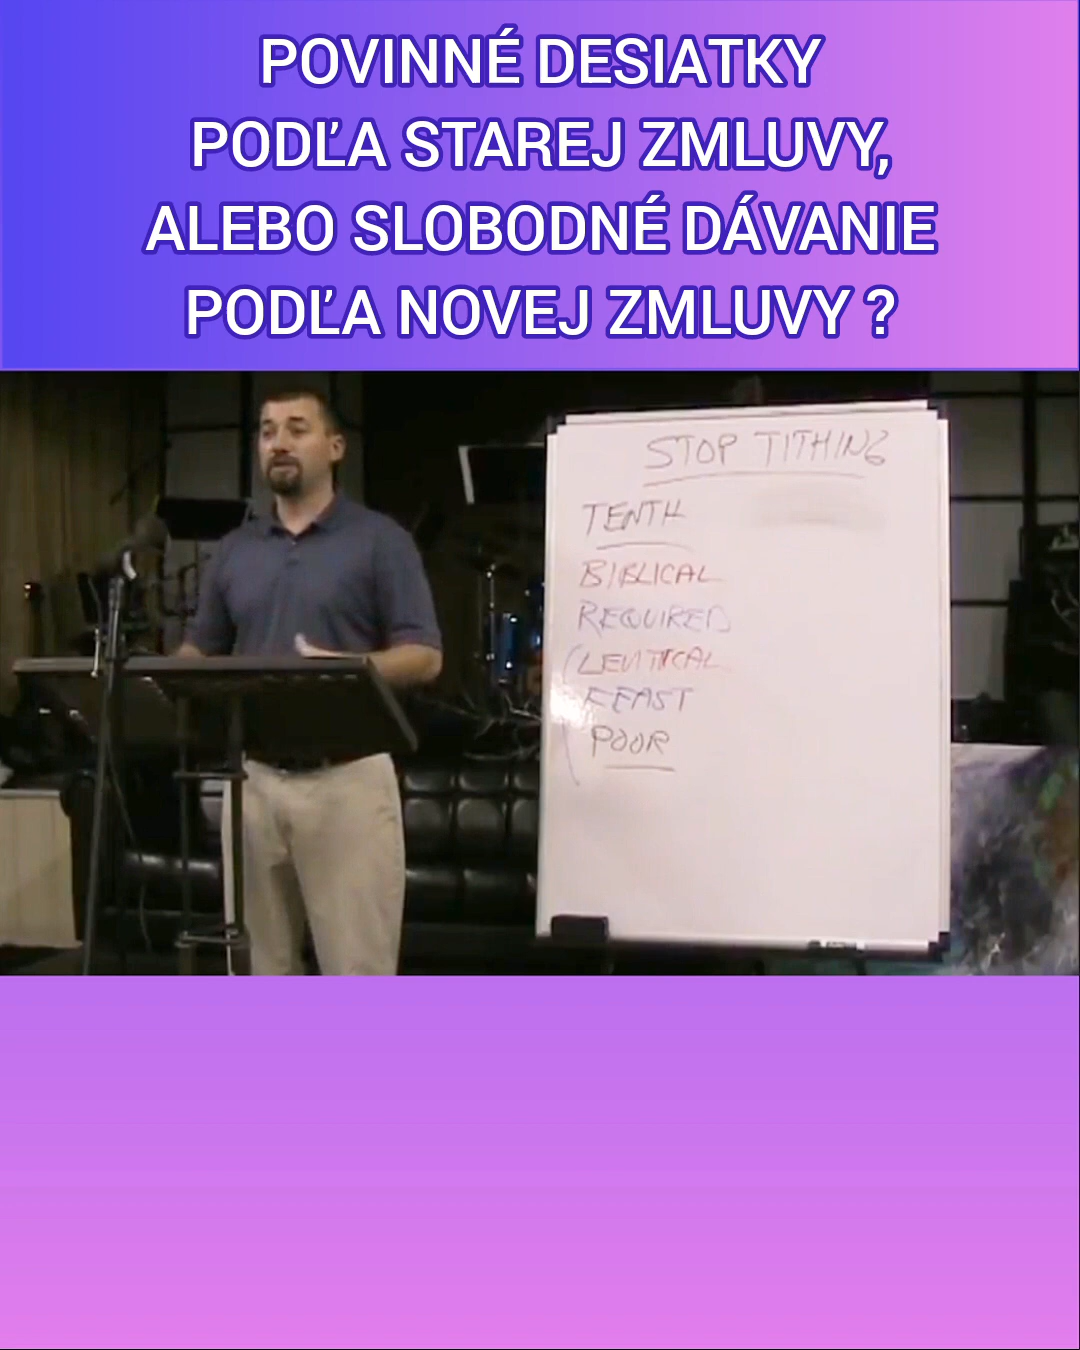 POVINNÉ DESIATKY
PODĽA STAREJ ZMLUVY,
ALEBO SLOBODNÉ DÁVANIE
PODĽA NOVEJ ZMLUVY ?
STOP TITHING
TENTH
BIBLICAL
REQUIRED
LEVITICAL
FEAST
POOR